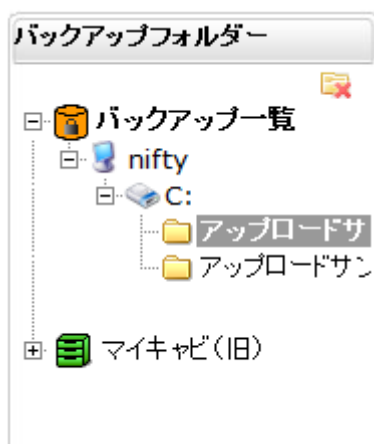 バックアップフォルダー
バックアップ一覧
nifty
C:
アップロードサ
アップロードサン
マイキャビ(旧)